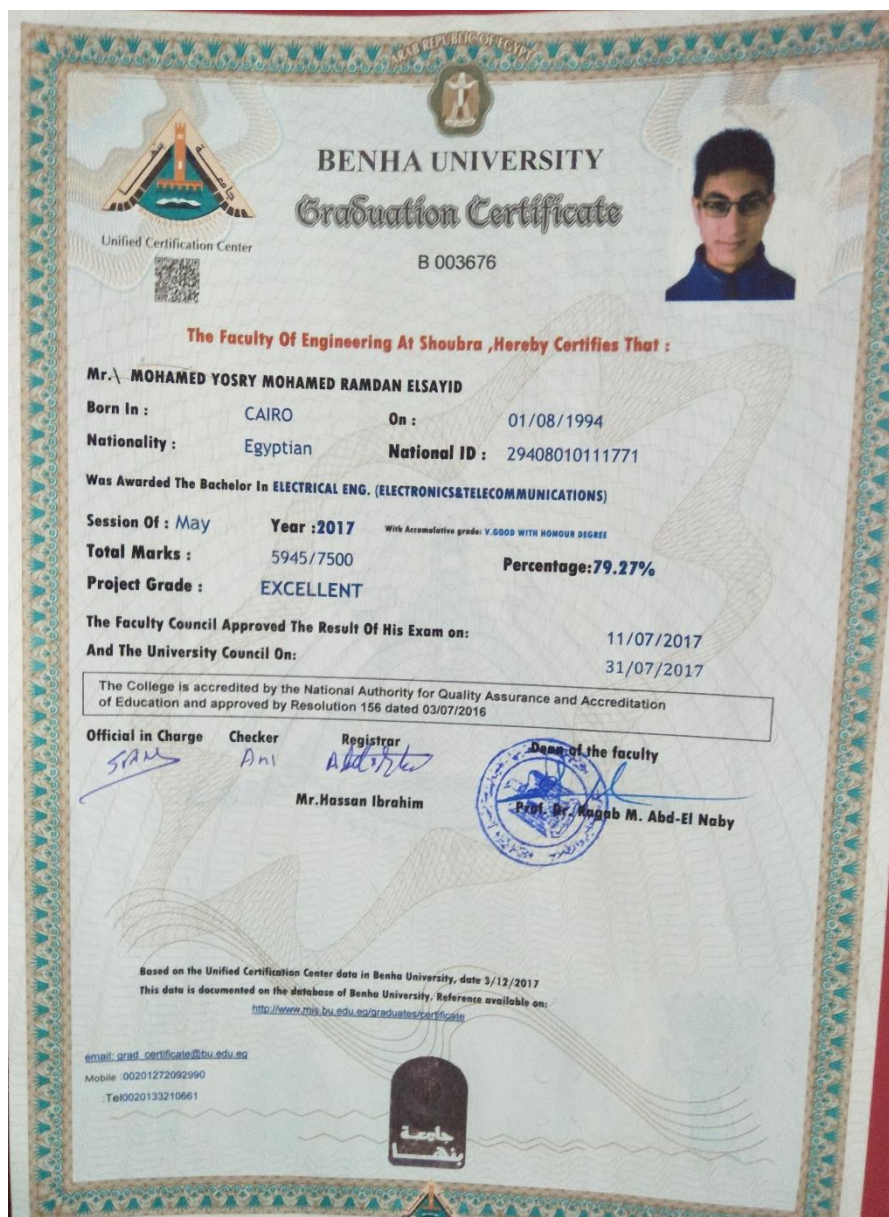 ARAB REPUBLIC OF EGYPT
جامعة بنها
BENHA UNIVERSITY
Graduation Certificate
Unified Certification Center
B 003676
The Faculty Of Engineering At Shoubra ,Hereby Certifies That :
Mr.\ MOHAMED YOSRY MOHAMED RAMDAN ELSAYID
Born In : CAIRO On : 01/08/1994
Nationality : Egyptian National ID : 29408010111771
Was Awarded The Bachelor In ELECTRICAL ENG. (ELECTRONICS&TELECOMMUNICATIONS)
Session Of : May Year :2017 With Accumulative grade: V.GOOD WITH HONOUR DEGREE
Total Marks : 5945/7500 Percentage:79.27%
Project Grade : EXCELLENT
The Faculty Council Approved The Result Of His Exam on: 11/07/2017
And The University Council On: 31/07/2017
The College is accredited by the National Authority for Quality Assurance and Accreditation
of Education and approved by Resolution 156 dated 03/07/2016
Official in Charge Checker Registrar Dean of the faculty
Mr.Hassan Ibrahim Prof. Dr. Ragab M. Abd-El Naby
Based on the Unified Certification Center data in Benha University, date 3/12/2017
This data is documented on the database of Benha University. Reference available on:
http://www.mis.bu.edu.eg/graduates/certificate
email: grad_certificate@bu.edu.eg
Mobile :00201272092990
:Tel0020133210661
جامعة
بنها